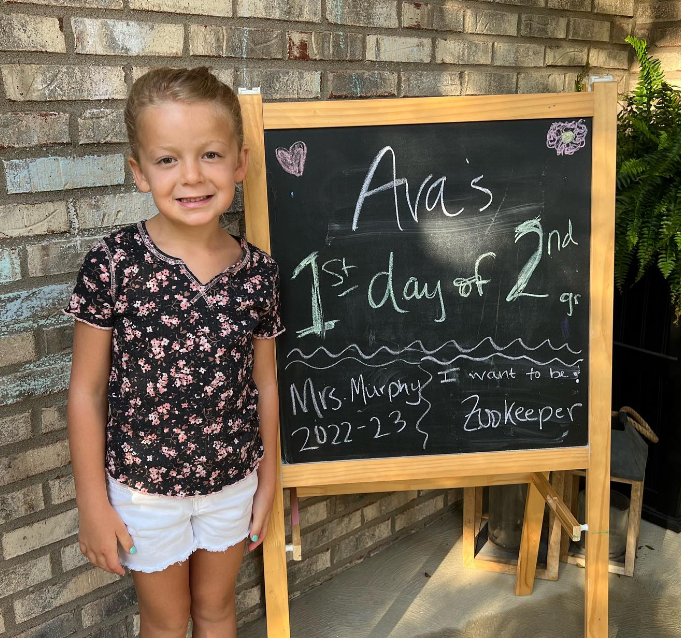 Ava's
1st day of 2nd
gr
Mrs. Murphy
2022-23
I want to be:
Zookeeper